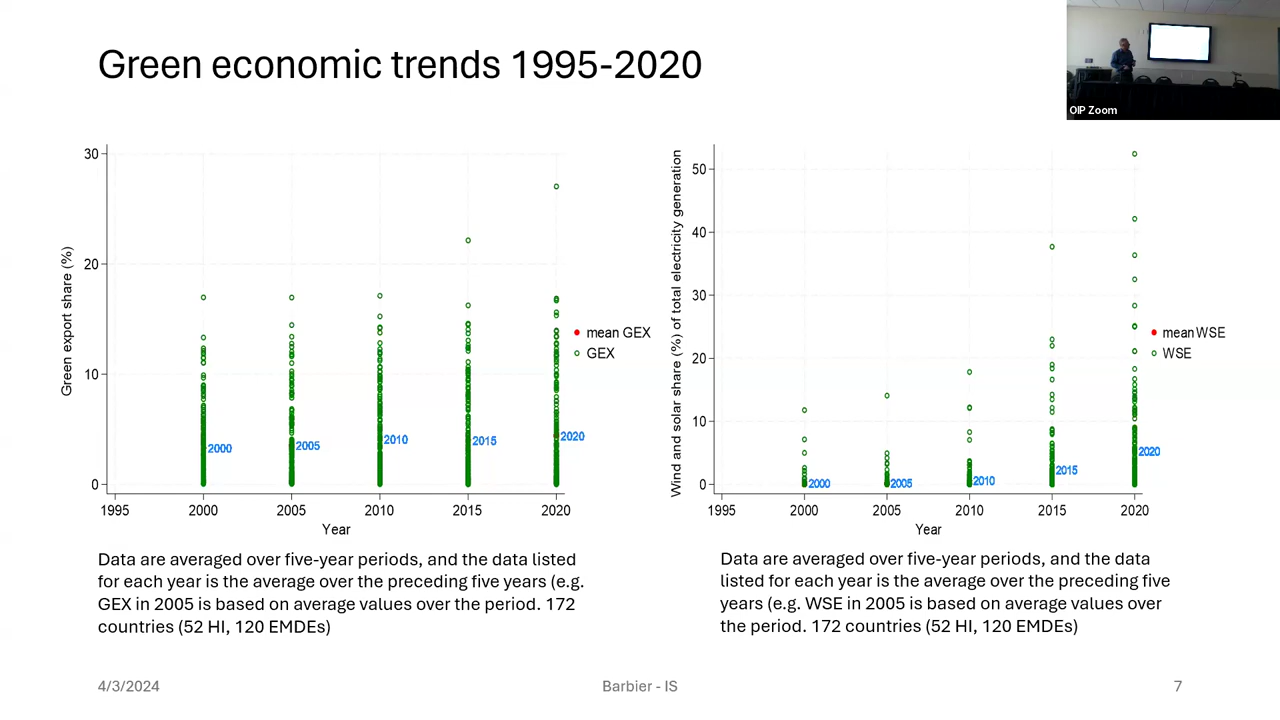 Green economic trends 1995-2020
OIP Zoom
Green export share (%)
30
20
10
0
2000
2005
2010
2015
2020
1995
2000
2005
2010
2015
2020
Year
mean GEX
GEX
Wind and solar share (%) of total electricity generation
50
40
30
20
10
0
2000
2005
2010
2015
2020
1995
2000
2005
2010
2015
2020
Year
mean WSE
WSE
Data are averaged over five-year periods, and the data listed
for each year is the average over the preceding five years (e.g.
GEX in 2005 is based on average values over the period. 172
countries (52 HI, 120 EMDEs)
Data are averaged over five-year periods, and the data
listed for each year is the average over the preceding five
years (e.g. WSE in 2005 is based on average values over
the period. 172 countries (52 HI, 120 EMDEs)
4/3/2024
Barbier - IS
7